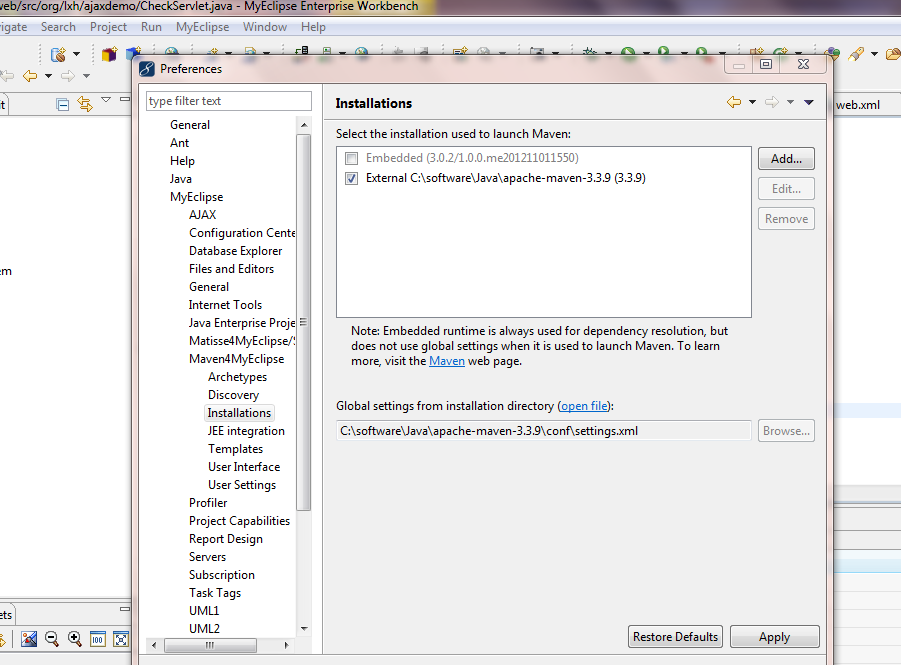 web/src/org/lxh/ajaxdemo/CheckServlet.java - MyEclipse Enterprise Workbench
igate Search Project Run MyEclipse Window Help
Preferences
it
web.xml
type filter text
Installations
General
Ant
Help
Java
MyEclipse
AJAX
Configuration Cente
Database Explorer
Files and Editors
General
Internet Tools
Java Enterprise Proje
Matisse4MyEclipse/S
Maven4MyEclipse
Archetypes
Discovery
Installations
JEE integration
Templates
User Interface
User Settings
Profiler
Project Capabilities
Report Design
Servers
Subscription
Task Tags
UML1
UML2
Select the installation used to launch Maven:
Embedded (3.0.2/1.0.0.me201211011550)
External C:\software\Java\apache-maven-3.3.9 (3.3.9)
Add...
Edit...
Remove
Note: Embedded runtime is always used for dependency resolution, but
does not use global settings when it is used to launch Maven. To learn
more, visit the Maven web page.
Global settings from installation directory (open file):
C:\software\Java\apache-maven-3.3.9\conf\settings.xml
Browse...
Restore Defaults
Apply
em
ets
100